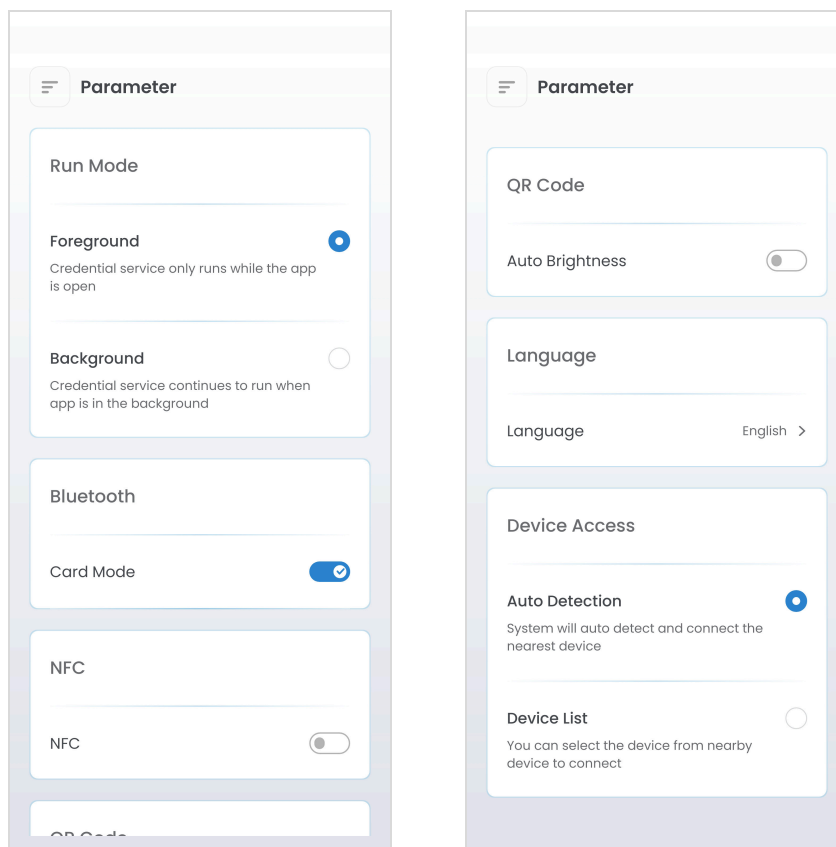 Parameter
Run Mode
Foreground
Credential service only runs while the app
is open
Background
Credential service continues to run when
app is in the background
Bluetooth
Card Mode
NFC
NFC
QR Code
Parameter
QR Code
Auto Brightness
Language
Language
English
Device Access
Auto Detection
System will auto detect and connect the
nearest device
Device List
You can select the device from nearby
device to connect